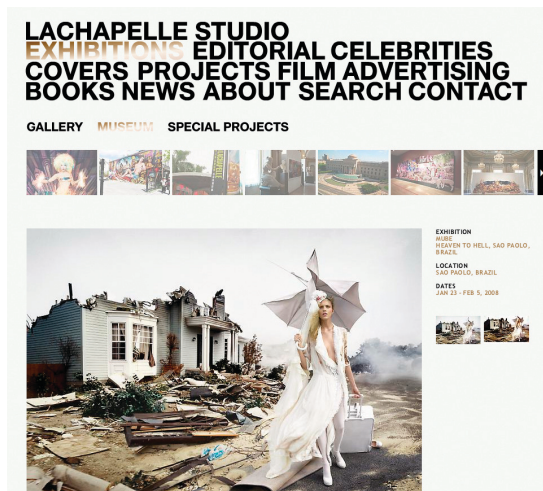 LACHAPELLE STUDIO
EXHIBITIONS EDITORIAL CELEBRITIES
COVERS PROJECTS FILM ADVERTISING
BOOKS NEWS ABOUT SEARCH CONTACT
GALLERY MUSEUM SPECIAL PROJECTS
EXHIBITION
MUBE
HEAVEN TO HELL, SAO PAOLO,
BRAZIL
LOCATION
SAO PAOLO, BRAZIL
DATES
JAN 23 - FEB 5, 2008